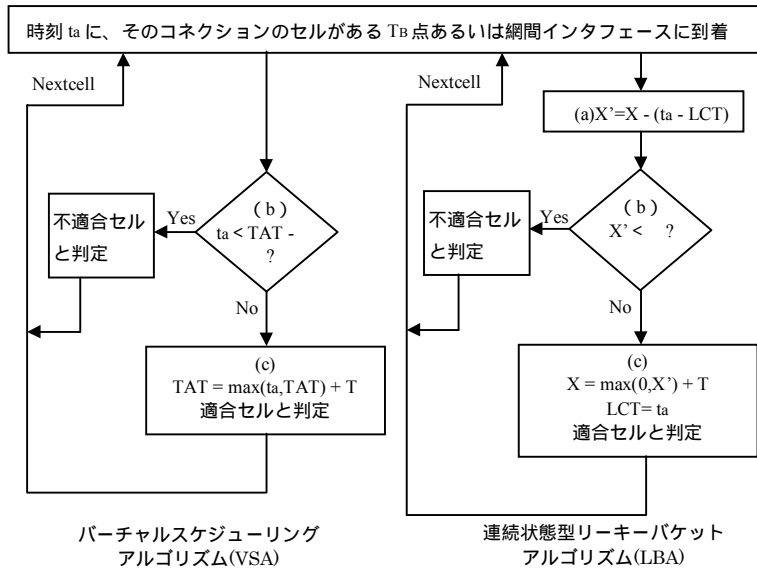 時刻 ta に、そのコネクションのセルがある TB 点あるいは網間インタフェースに到着
Nextcell
(b)
ta < TAT -
?
Yes
不適合セル
と判定
No
(c)
TAT = max(ta,TAT) + T
適合セルと判定
バーチャルスケジューリング
アルゴリズム(VSA)
Nextcell
(a)X’=X - (ta - LCT)
(b)
X’ < ?
Yes
不適合セル
と判定
No
(c)
X = max(0,X’) + T
LCT= ta
適合セルと判定
連続状態型リーキーバケット
アルゴリズム(LBA)